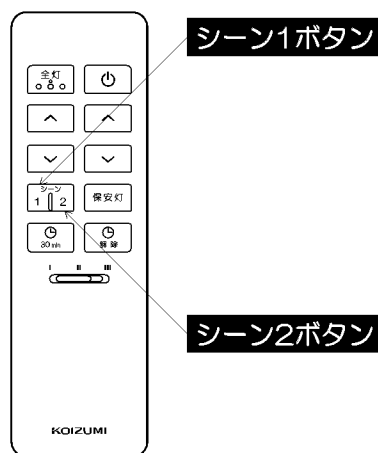 シーン1ボタン
全灯
シーン
1 2
保安灯
30min
解除
I II III
KOIZUMI
シーン2ボタン